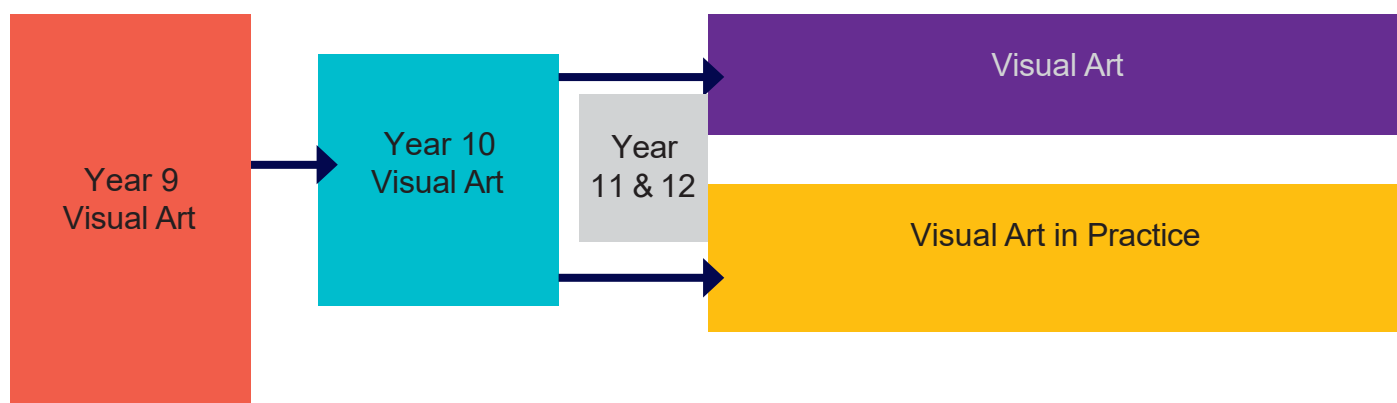 Year 9
Visual Art
Year 10
Visual Art
Year
11 & 12
Visual Art
Visual Art in Practice